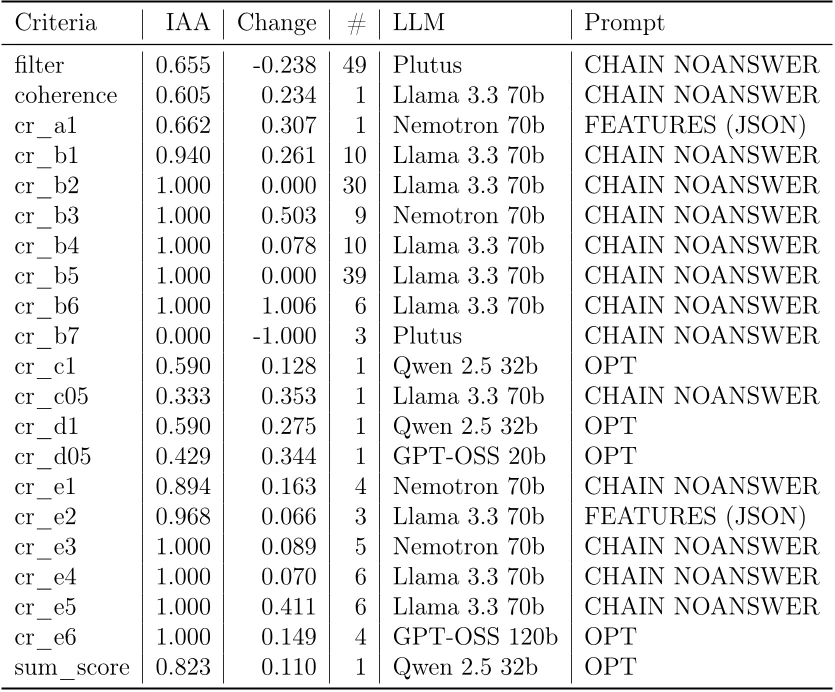 Criteria IAA Change # LLM Prompt
filter 0.655 -0.238 49 Plutus CHAIN NOANSWER
coherence 0.605 0.234 1 Llama 3.3 70b CHAIN NOANSWER
cr_a1 0.662 0.307 1 Nemotron 70b FEATURES (JSON)
cr_b1 0.940 0.261 10 Llama 3.3 70b CHAIN NOANSWER
cr_b2 1.000 0.000 30 Llama 3.3 70b CHAIN NOANSWER
cr_b3 1.000 0.503 9 Nemotron 70b CHAIN NOANSWER
cr_b4 1.000 0.078 10 Llama 3.3 70b CHAIN NOANSWER
cr_b5 1.000 0.000 39 Llama 3.3 70b CHAIN NOANSWER
cr_b6 1.000 1.006 6 Llama 3.3 70b CHAIN NOANSWER
cr_b7 0.000 -1.000 3 Plutus CHAIN NOANSWER
cr_c1 0.590 0.128 1 Qwen 2.5 32b OPT
cr_c05 0.333 0.353 1 Llama 3.3 70b CHAIN NOANSWER
cr_d1 0.590 0.275 1 Qwen 2.5 32b OPT
cr_d05 0.429 0.344 1 GPT-OSS 20b OPT
cr_e1 0.894 0.163 4 Nemotron 70b CHAIN NOANSWER
cr_e2 0.968 0.066 3 Llama 3.3 70b FEATURES (JSON)
cr_e3 1.000 0.089 5 Nemotron 70b CHAIN NOANSWER
cr_e4 1.000 0.070 6 Llama 3.3 70b CHAIN NOANSWER
cr_e5 1.000 0.411 6 Llama 3.3 70b CHAIN NOANSWER
cr_e6 1.000 0.149 4 GPT-OSS 120b OPT
sum_score 0.823 0.110 1 Qwen 2.5 32b OPT